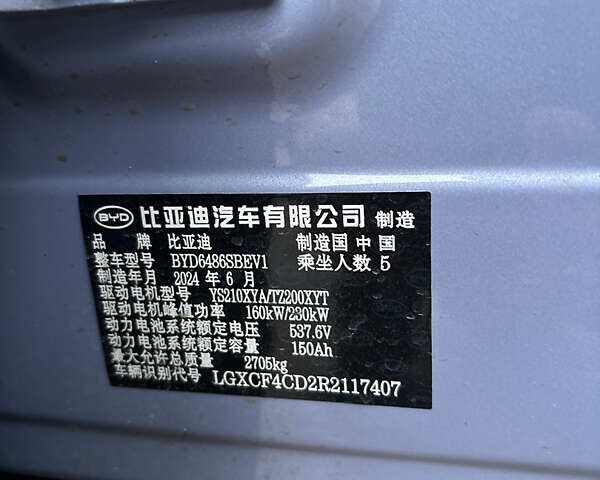 BYD 比亚迪汽车有限公司 制造
品 牌 比亚迪 制造国 中国
整车型号 BYD6486SBEV1 乘坐人数 5
制造年月 2024 年 6 月
驱动电机型号 YS210XYA/TZ200XYT
驱动电机峰值功率 160kW/230kW
动力电池系统额定电压 537.6V
动力电池系统额定容量 150Ah
最大允许总质量 2705kg
车辆识别代号 LGXCF4CD2R2117407